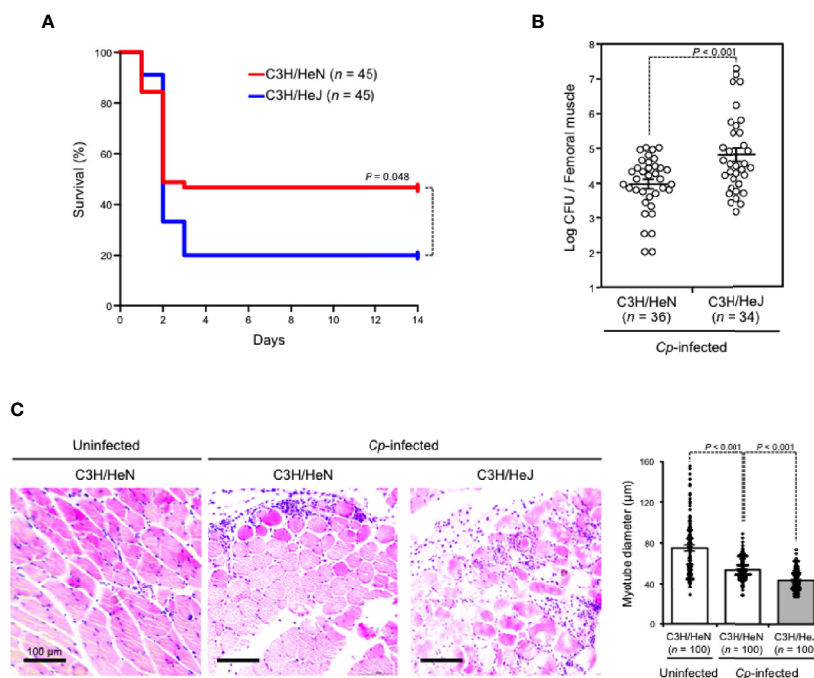 A
B
100
80
60
40
20
0
Survival (%)
C3H/HeN (n = 45)
C3H/HeJ (n = 45)
P = 0.048
0 2 4 6 8 10 12 14
Days
P < 0.001
8
7
6
5
4
3
2
1
Log CFU / Femoral muscle
C3H/HeN C3H/HeJ
(n = 36) (n = 34)
Cp-infected
C
Uninfected Cp-infected
C3H/HeN C3H/HeN C3H/HeJ
100 μm
P < 0.001 P < 0.001
160
120
80
40
0
Myotube diameter (μm)
C3H/HeN C3H/HeN C3H/HeJ
(n = 100) (n = 100) (n = 100)
Uninfected Cp-infected